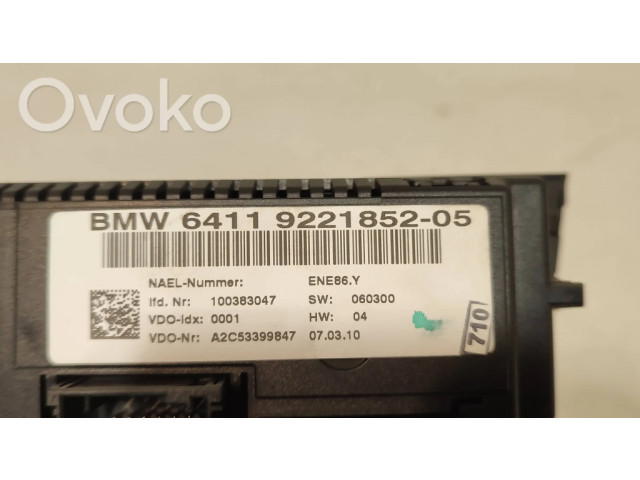 Ovoko
BMW 6411 9221852-05
NAEL-Nummer: ENE86.Y
lfd. Nr: 100383047 SW: 060300
VDO-Idx: 0001 HW: 04
VDO-Nr: A2C53399847 07.03.10
710